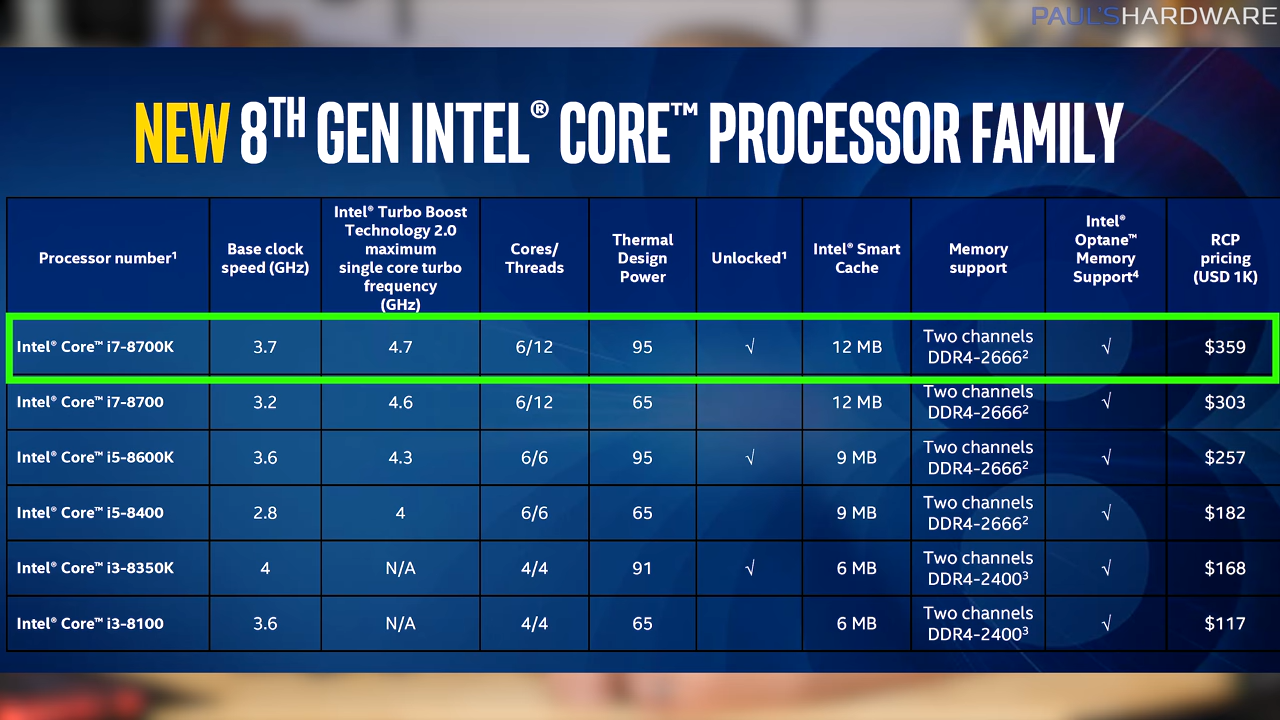 PAUL'SHARDWARE
NEW 8TH GEN INTEL® CORE™ PROCESSOR FAMILY
Processor number¹
Base clock
speed (GHz)
Intel® Turbo Boost
Technology 2.0
maximum
single core turbo
frequency
(GHz)
Cores/
Threads
Thermal
Design
Power
Unlocked¹
Intel® Smart
Cache
Memory
support
Intel®
Optane™
Memory
Support⁴
RCP
pricing
(USD 1K)
Intel® Core™ i7-8700K 3.7 4.7 6/12 95 √ 12 MB Two channels
DDR4-2666² √ $359
Intel® Core™ i7-8700 3.2 4.6 6/12 65 12 MB Two channels
DDR4-2666² √ $303
Intel® Core™ i5-8600K 3.6 4.3 6/6 95 √ 9 MB Two channels
DDR4-2666² √ $257
Intel® Core™ i5-8400 2.8 4 6/6 65 9 MB Two channels
DDR4-2666² √ $182
Intel® Core™ i3-8350K 4 N/A 4/4 91 √ 6 MB Two channels
DDR4-2400³ √ $168
Intel® Core™ i3-8100 3.6 N/A 4/4 65 6 MB Two channels
DDR4-2400³ √ $117